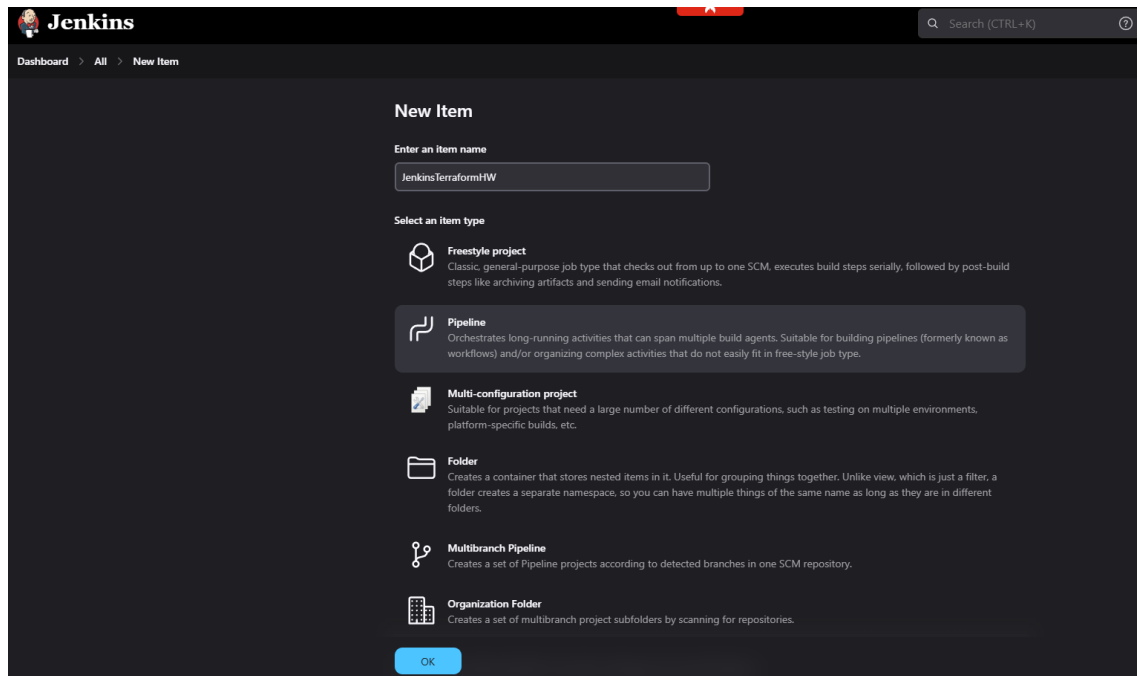 Jenkins
Search (CTRL+K)
Dashboard > All > New Item
New Item
Enter an item name
JenkinsTerraformHW
Select an item type
Freestyle project
Classic, general-purpose job type that checks out from up to one SCM, executes build steps serially, followed by post-build
steps like archiving artifacts and sending email notifications.
Pipeline
Orchestrates long-running activities that can span multiple build agents. Suitable for building pipelines (formerly known as
workflows) and/or organizing complex activities that do not easily fit in free-style job type.
Multi-configuration project
Suitable for projects that need a large number of different configurations, such as testing on multiple environments,
platform-specific builds, etc.
Folder
Creates a container that stores nested items in it. Useful for grouping things together. Unlike view, which is just a filter, a
folder creates a separate namespace, so you can have multiple things of the same name as long as they are in different
folders.
Multibranch Pipeline
Creates a set of Pipeline projects according to detected branches in one SCM repository.
Organization Folder
Creates a set of multibranch project subfolders by scanning for repositories.
OK